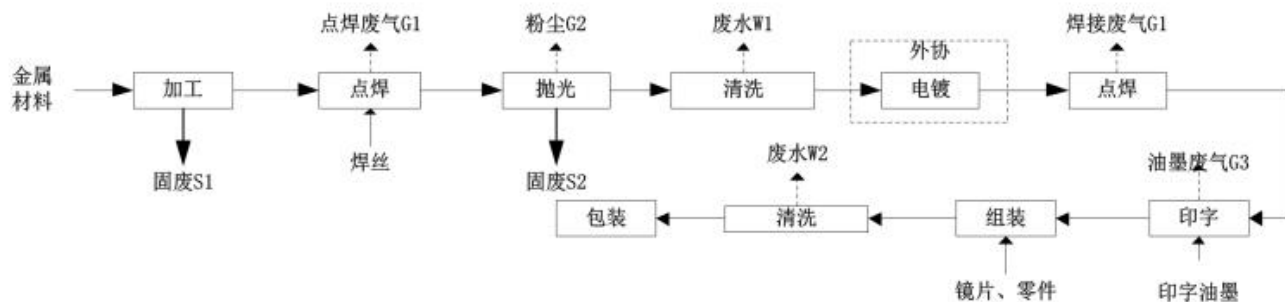 点焊废气G1
粉尘G2
废水W1
外协
焊接废气G1
金属
材料
加工
点焊
抛光
清洗
电镀
点焊
固废S1
焊丝
固废S2
废水W2
油墨废气G3
包装
清洗
组装
印字
镜片、零件
印字油墨